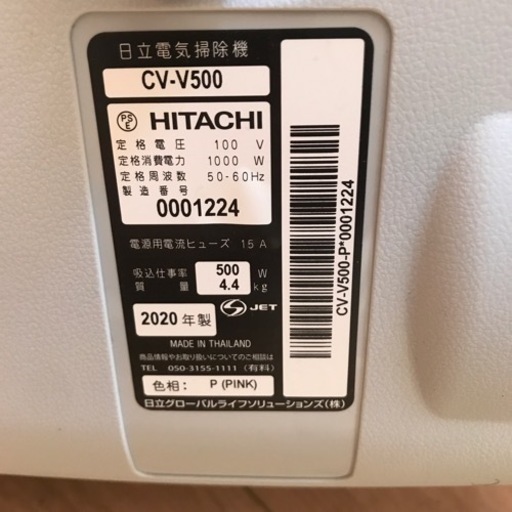 日立電気掃除機
CV-V500
PSE HITACHI
定格電圧 100 V
定格消費電力 1000 W
定格周波数 50-60Hz
製造番号
0001224
電源用電流ヒューズ 15 A
吸込仕事率 500 W
質量 4.4 kg
S JET
2020 年製
MADE IN THAILAND
商品情報やお取り扱いについてのご相談は
TEL 050-3155-1111 (有料)
色相: P (PINK)
日立グローバルライフソリューションズ(株)
CV-V500-P*0001224